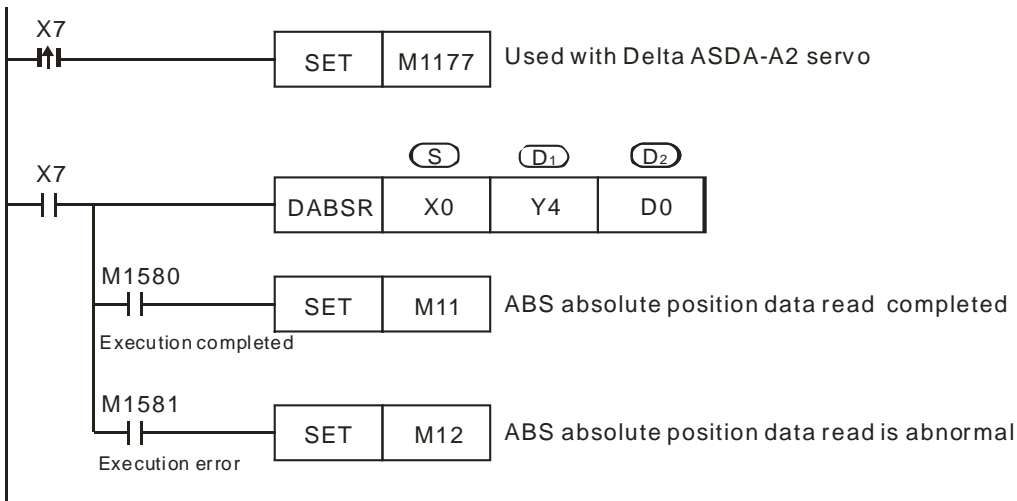 X7
SET M1177 Used with Delta ASDA-A2 servo
S D1 D2
X7
DABSR X0 Y4 D0
M1580
SET M11 ABS absolute position data read completed
Execution completed
M1581
SET M12 ABS absolute position data read is abnormal
Execution error